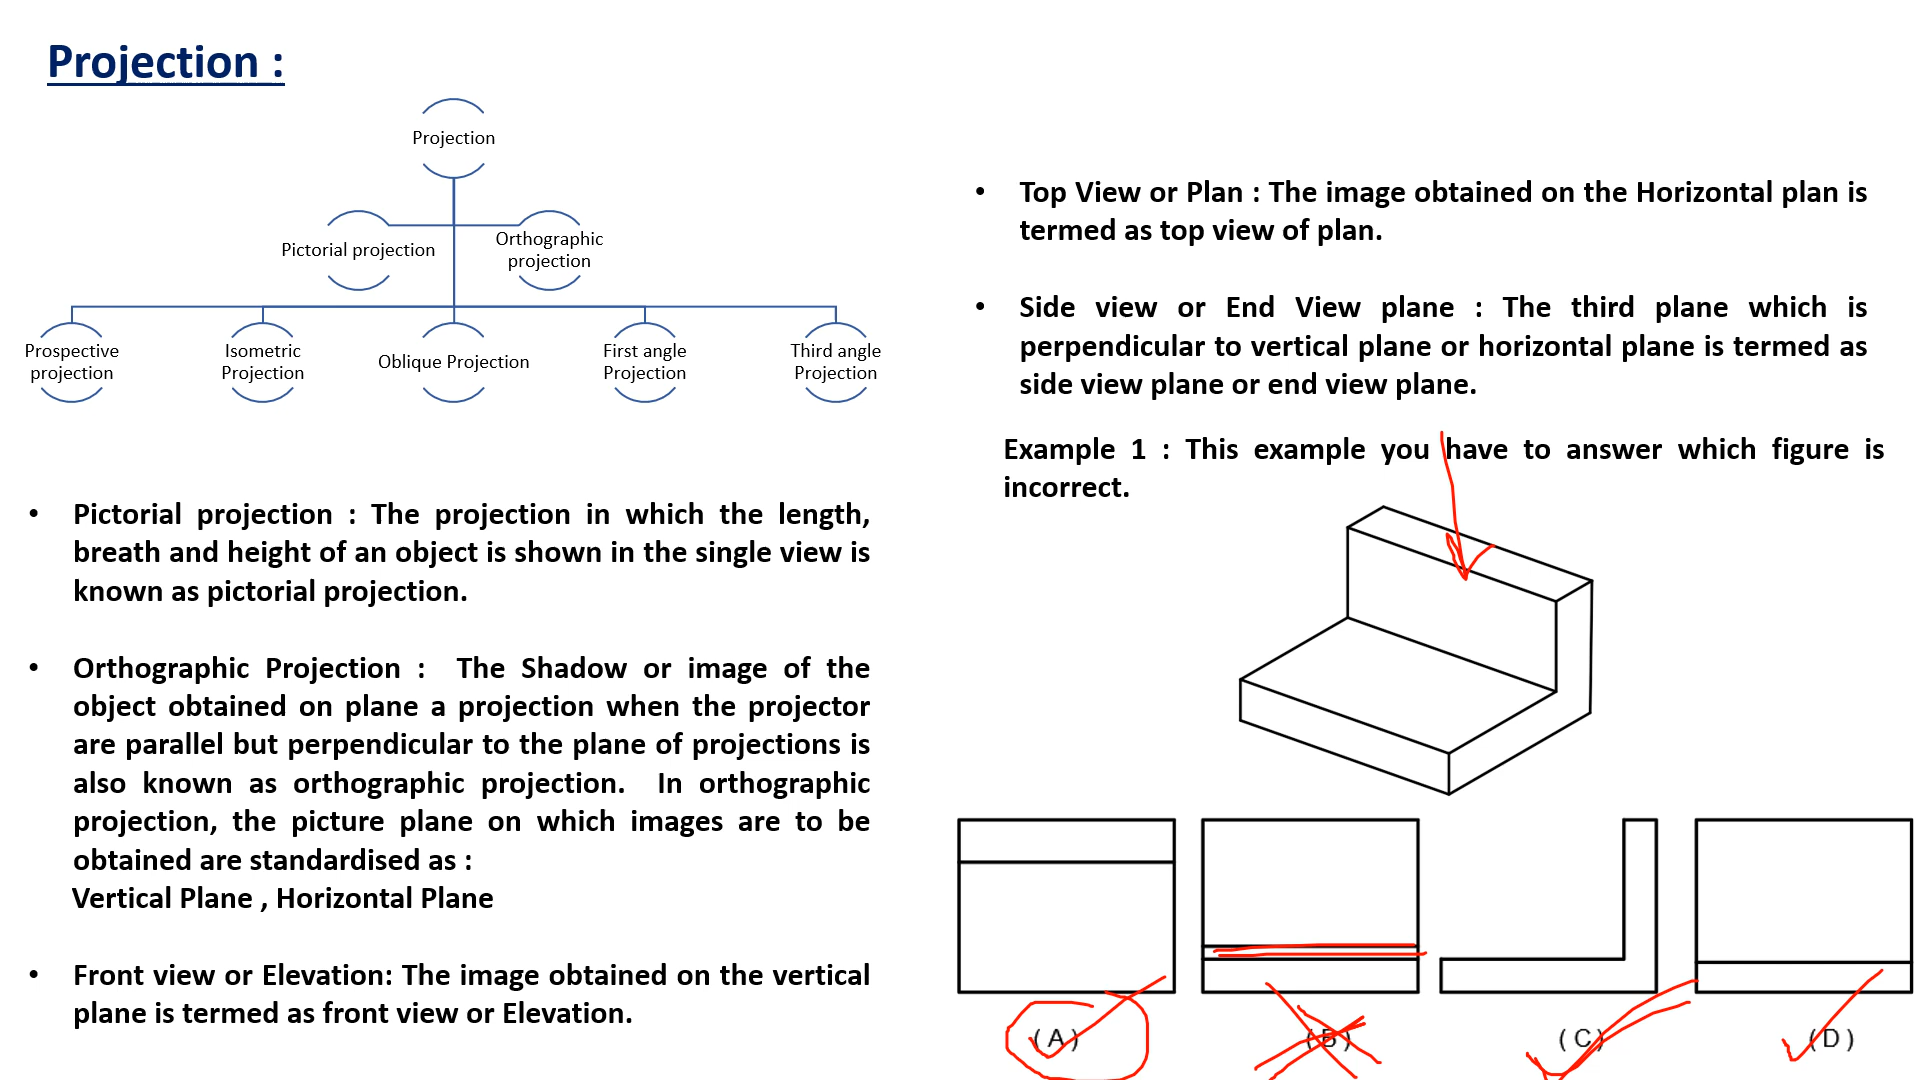 Projection :
Projection
Pictorial projection
Orthographic
projection
Prospective
projection
Isometric
Projection
Oblique Projection
First angle
Projection
Third angle
Projection
• Pictorial projection : The projection in which the length,
breath and height of an object is shown in the single view is
known as pictorial projection.
• Orthographic Projection : The Shadow or image of the
object obtained on plane a projection when the projector
are parallel but perpendicular to the plane of projections is
also known as orthographic projection. In orthographic
projection, the picture plane on which images are to be
obtained are standardised as :
Vertical Plane , Horizontal Plane
• Front view or Elevation: The image obtained on the vertical
plane is termed as front view or Elevation.
• Top View or Plan : The image obtained on the Horizontal plan is
termed as top view of plan.
• Side view or End View plane : The third plane which is
perpendicular to vertical plane or horizontal plane is termed as
side view plane or end view plane.
Example 1 : This example you have to answer which figure is
incorrect.
( A )
( B )
( C )
( D )